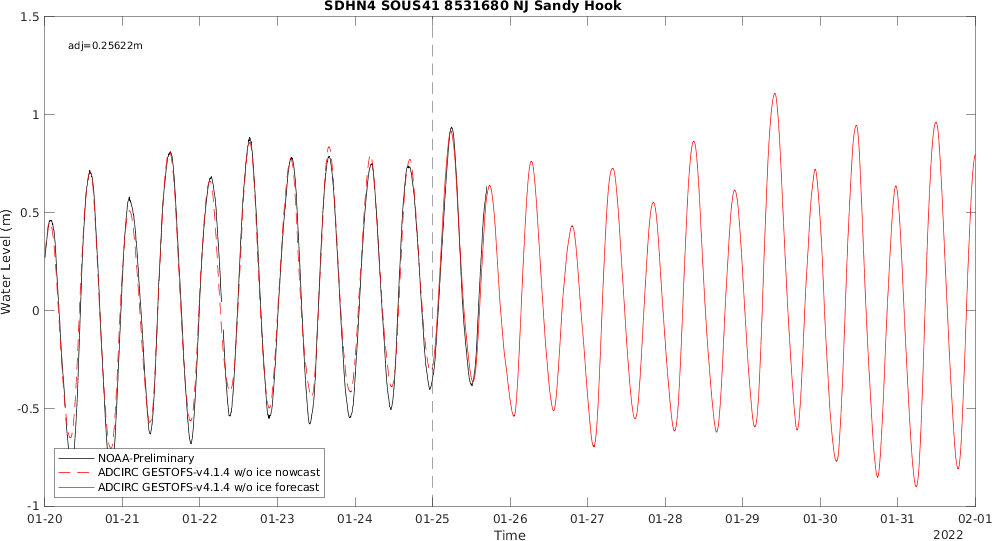 SDHN4 SOUS41 8531680 NJ Sandy Hook
adj=0.25622m
Water Level (m)
1.5
1
0.5
0
-0.5
-1
NOAA-Preliminary
ADCIRC GESTOFS-v4.1.4 w/o ice nowcast
ADCIRC GESTOFS-v4.1.4 w/o ice forecast
01-20 01-21 01-22 01-23 01-24 01-25 01-26 01-27 01-28 01-29 01-30 01-31 02-01
Time
2022